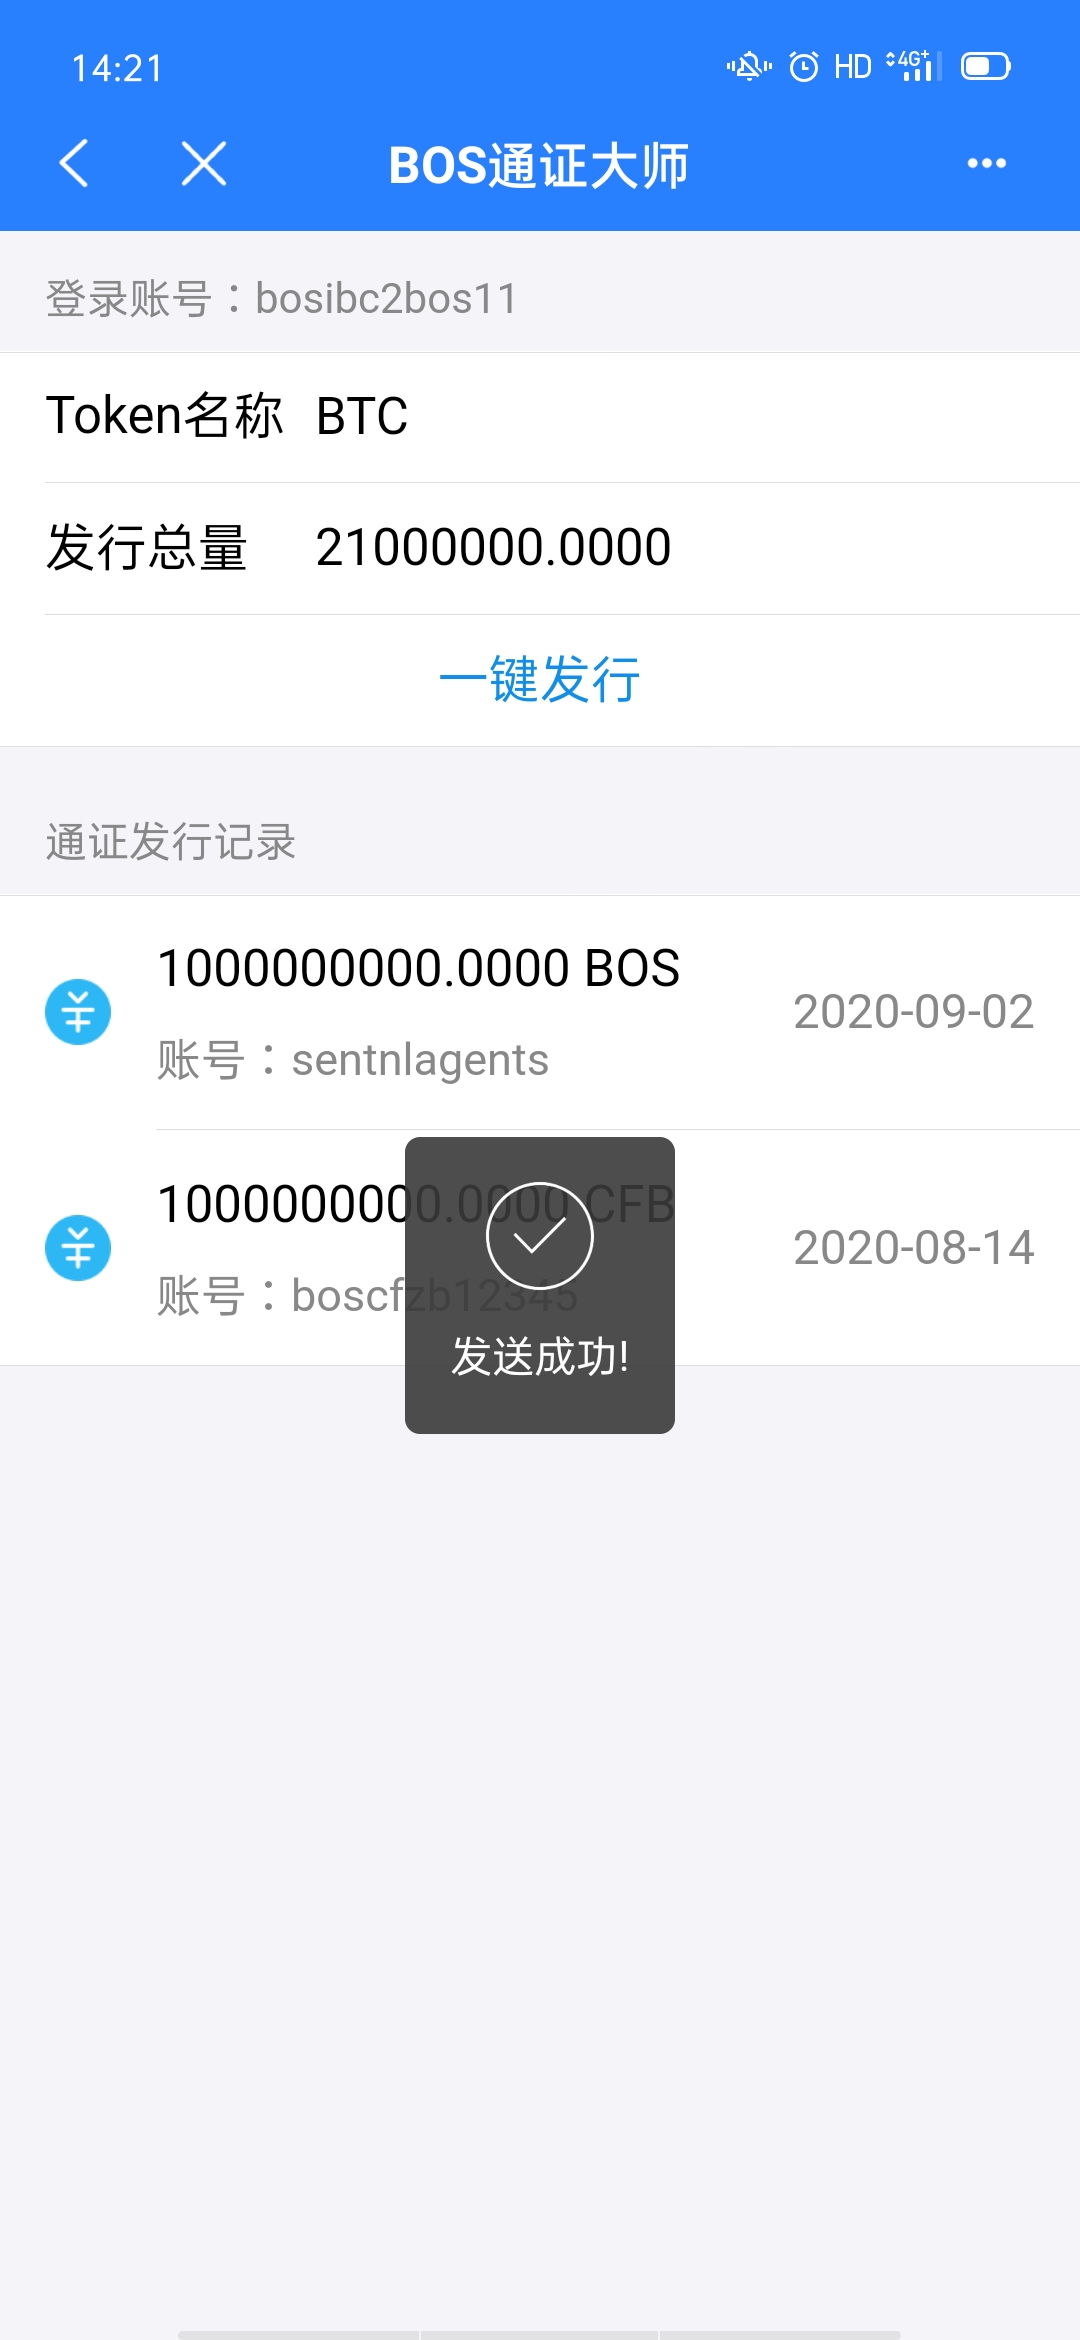 14:21 HD 4G+
BOS通证大师
登录账号：bosibc2bos11
Token名称 BTC
发行总量 21000000.0000
一键发行
通证发行记录
1000000000.0000 BOS
2020-09-02
账号：sentnlagents
1000000000.0000 CFB
2020-08-14
账号：boscfzb12345
发送成功!